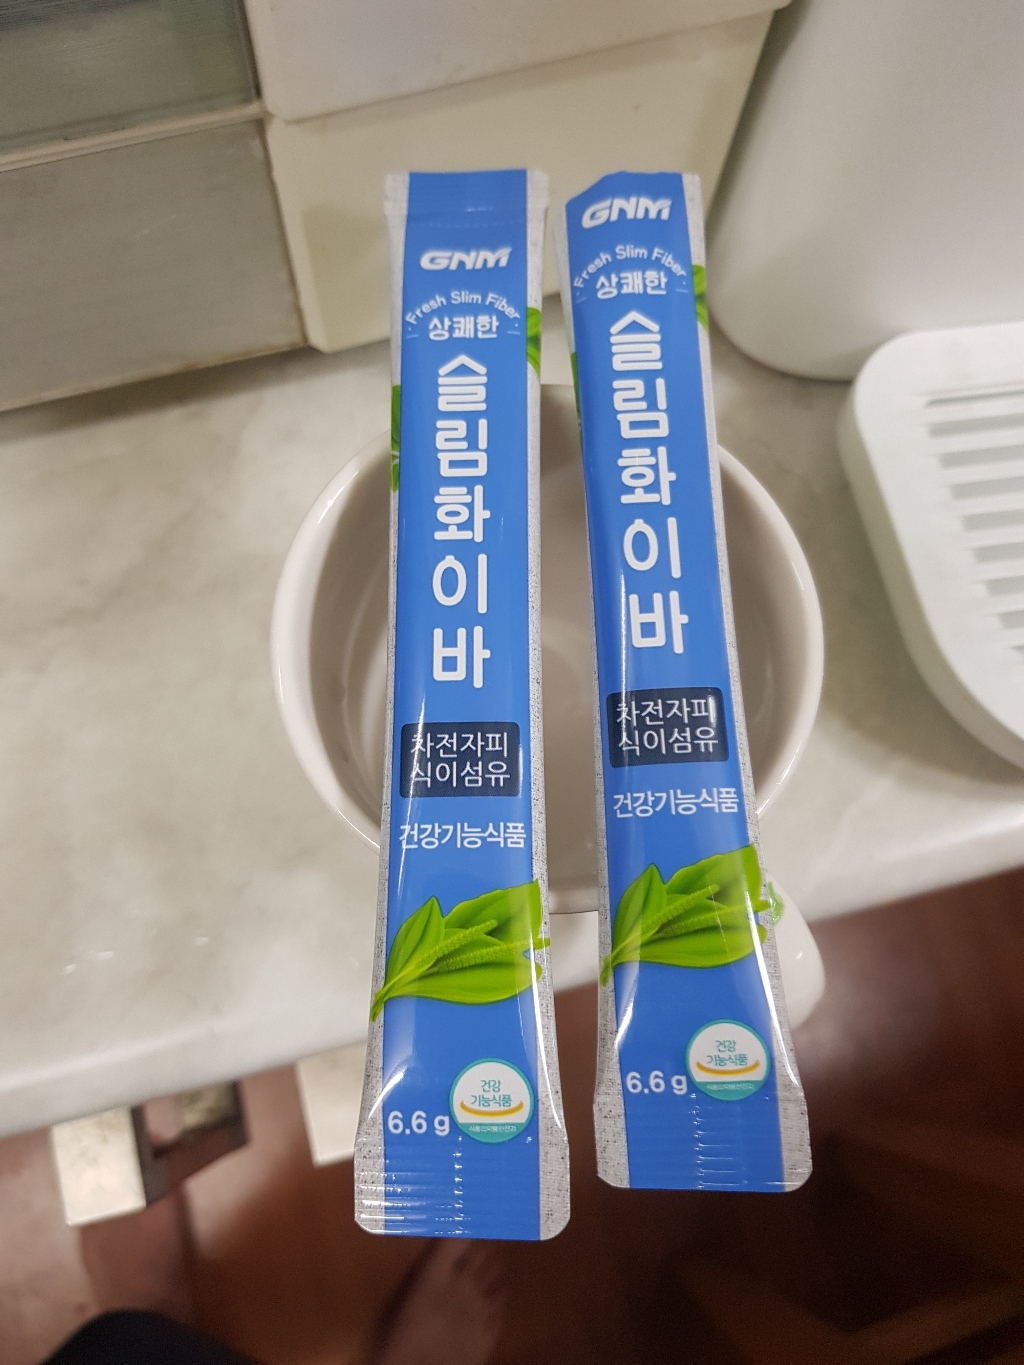 GNM
Fresh Slim Fiber
상쾌한
슬림화이바
차전자피
식이섬유
건강기능식품
6.6 g
건강
기능식품
GNM
Fresh Slim Fiber
상쾌한
슬림화이바
차전자피
식이섬유
건강기능식품
6.6 g
건강
기능식품